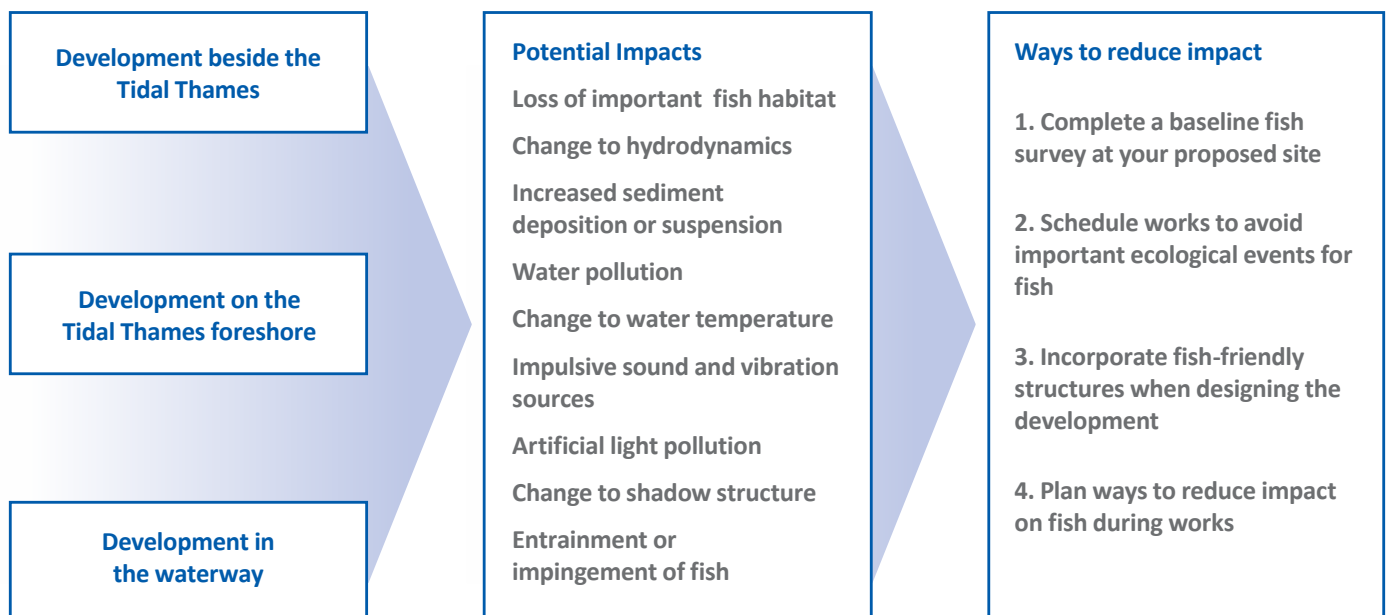 Development beside the
Tidal Thames
Development on the
Tidal Thames foreshore
Development in
the waterway
Potential Impacts
Loss of important fish habitat
Change to hydrodynamics
Increased sediment
deposition or suspension
Water pollution
Change to water temperature
Impulsive sound and vibration
sources
Artificial light pollution
Change to shadow structure
Entrainment or
impingement of fish
Ways to reduce impact
1. Complete a baseline fish
survey at your proposed site
2. Schedule works to avoid
important ecological events for
fish
3. Incorporate fish-friendly
structures when designing the
development
4. Plan ways to reduce impact
on fish during works